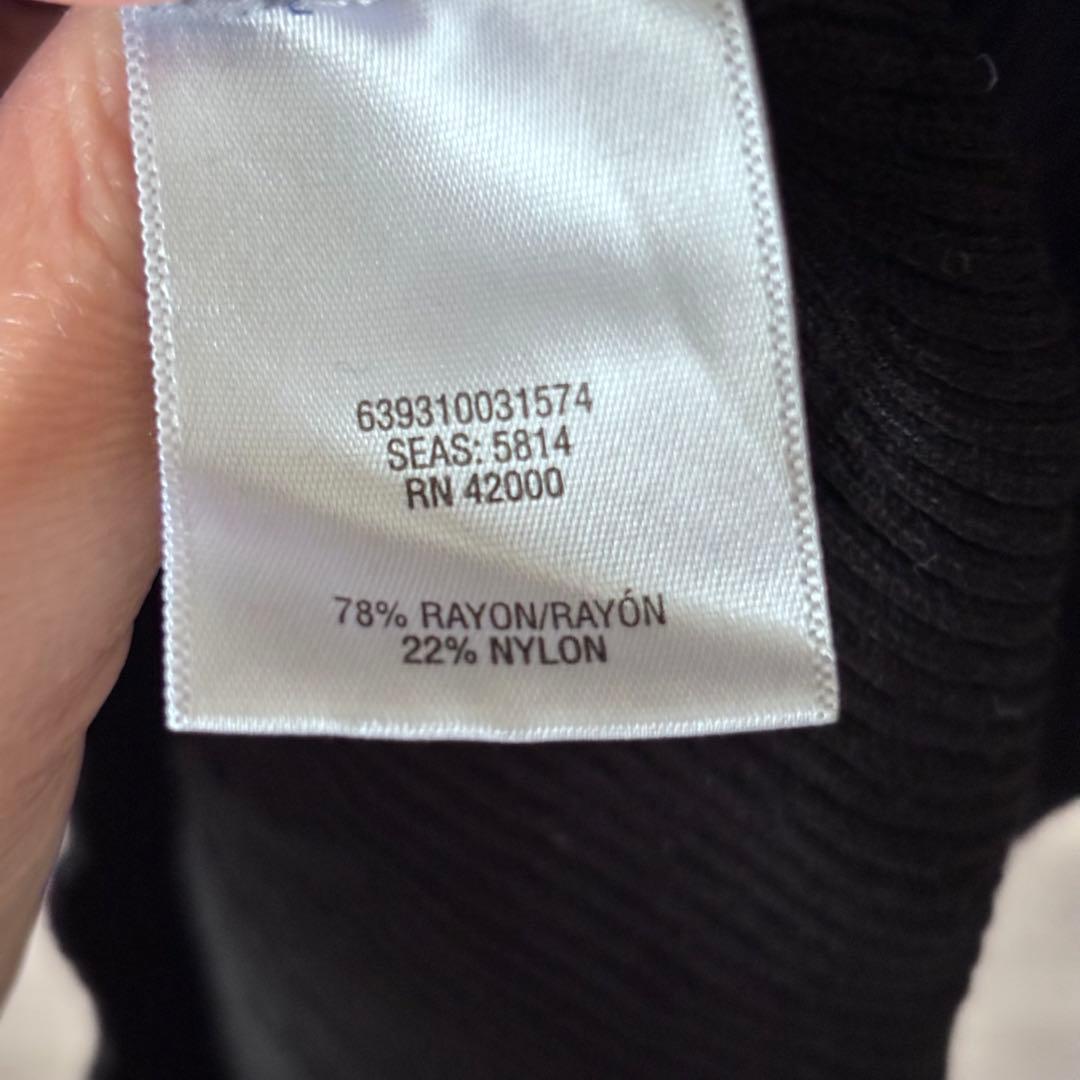 639310031574
SEAS: 5814
RN 42000
78% RAYON/RAYÓN
22% NYLON